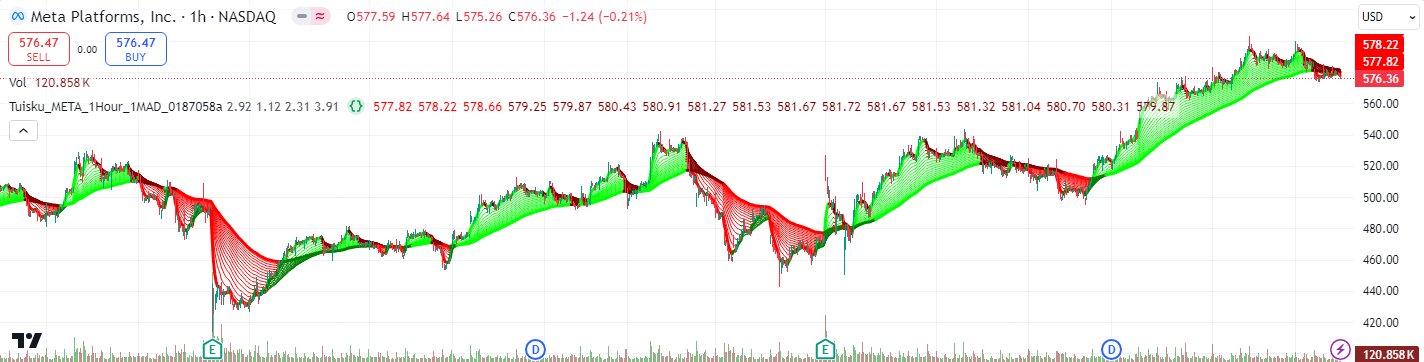 Meta Platforms, Inc. · 1h · NASDAQ O577.59 H577.64 L575.26 C576.36 −1.24 (−0.21%)
USD
576.47 SELL 0.00 576.47 BUY
Vol 120.858 K
Tuisku_META_1Hour_1MAD_0187058a 2.92 1.12 2.31 3.91 {} 577.82 578.22 578.66 579.25 579.87 580.43 580.91 581.27 581.53 581.67 581.72 581.67 581.53 581.32 581.04 580.70 580.31 579.87
578.22
577.82
576.36
560.00
540.00
520.00
500.00
480.00
460.00
440.00
420.00
E D E D
120.858 K